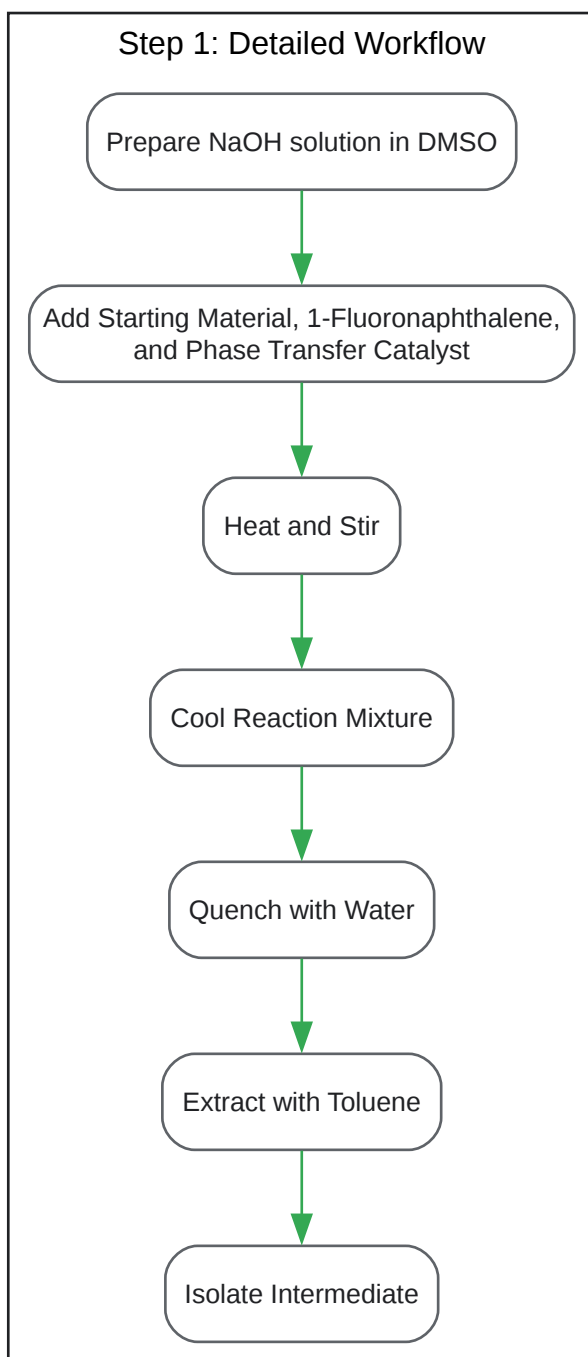 Step 1: Detailed Workflow
Prepare NaOH solution in DMSO
Add Starting Material, 1-Fluoronaphthalene,
and Phase Transfer Catalyst
Heat and Stir
Cool Reaction Mixture
Quench with Water
Extract with Toluene
Isolate Intermediate